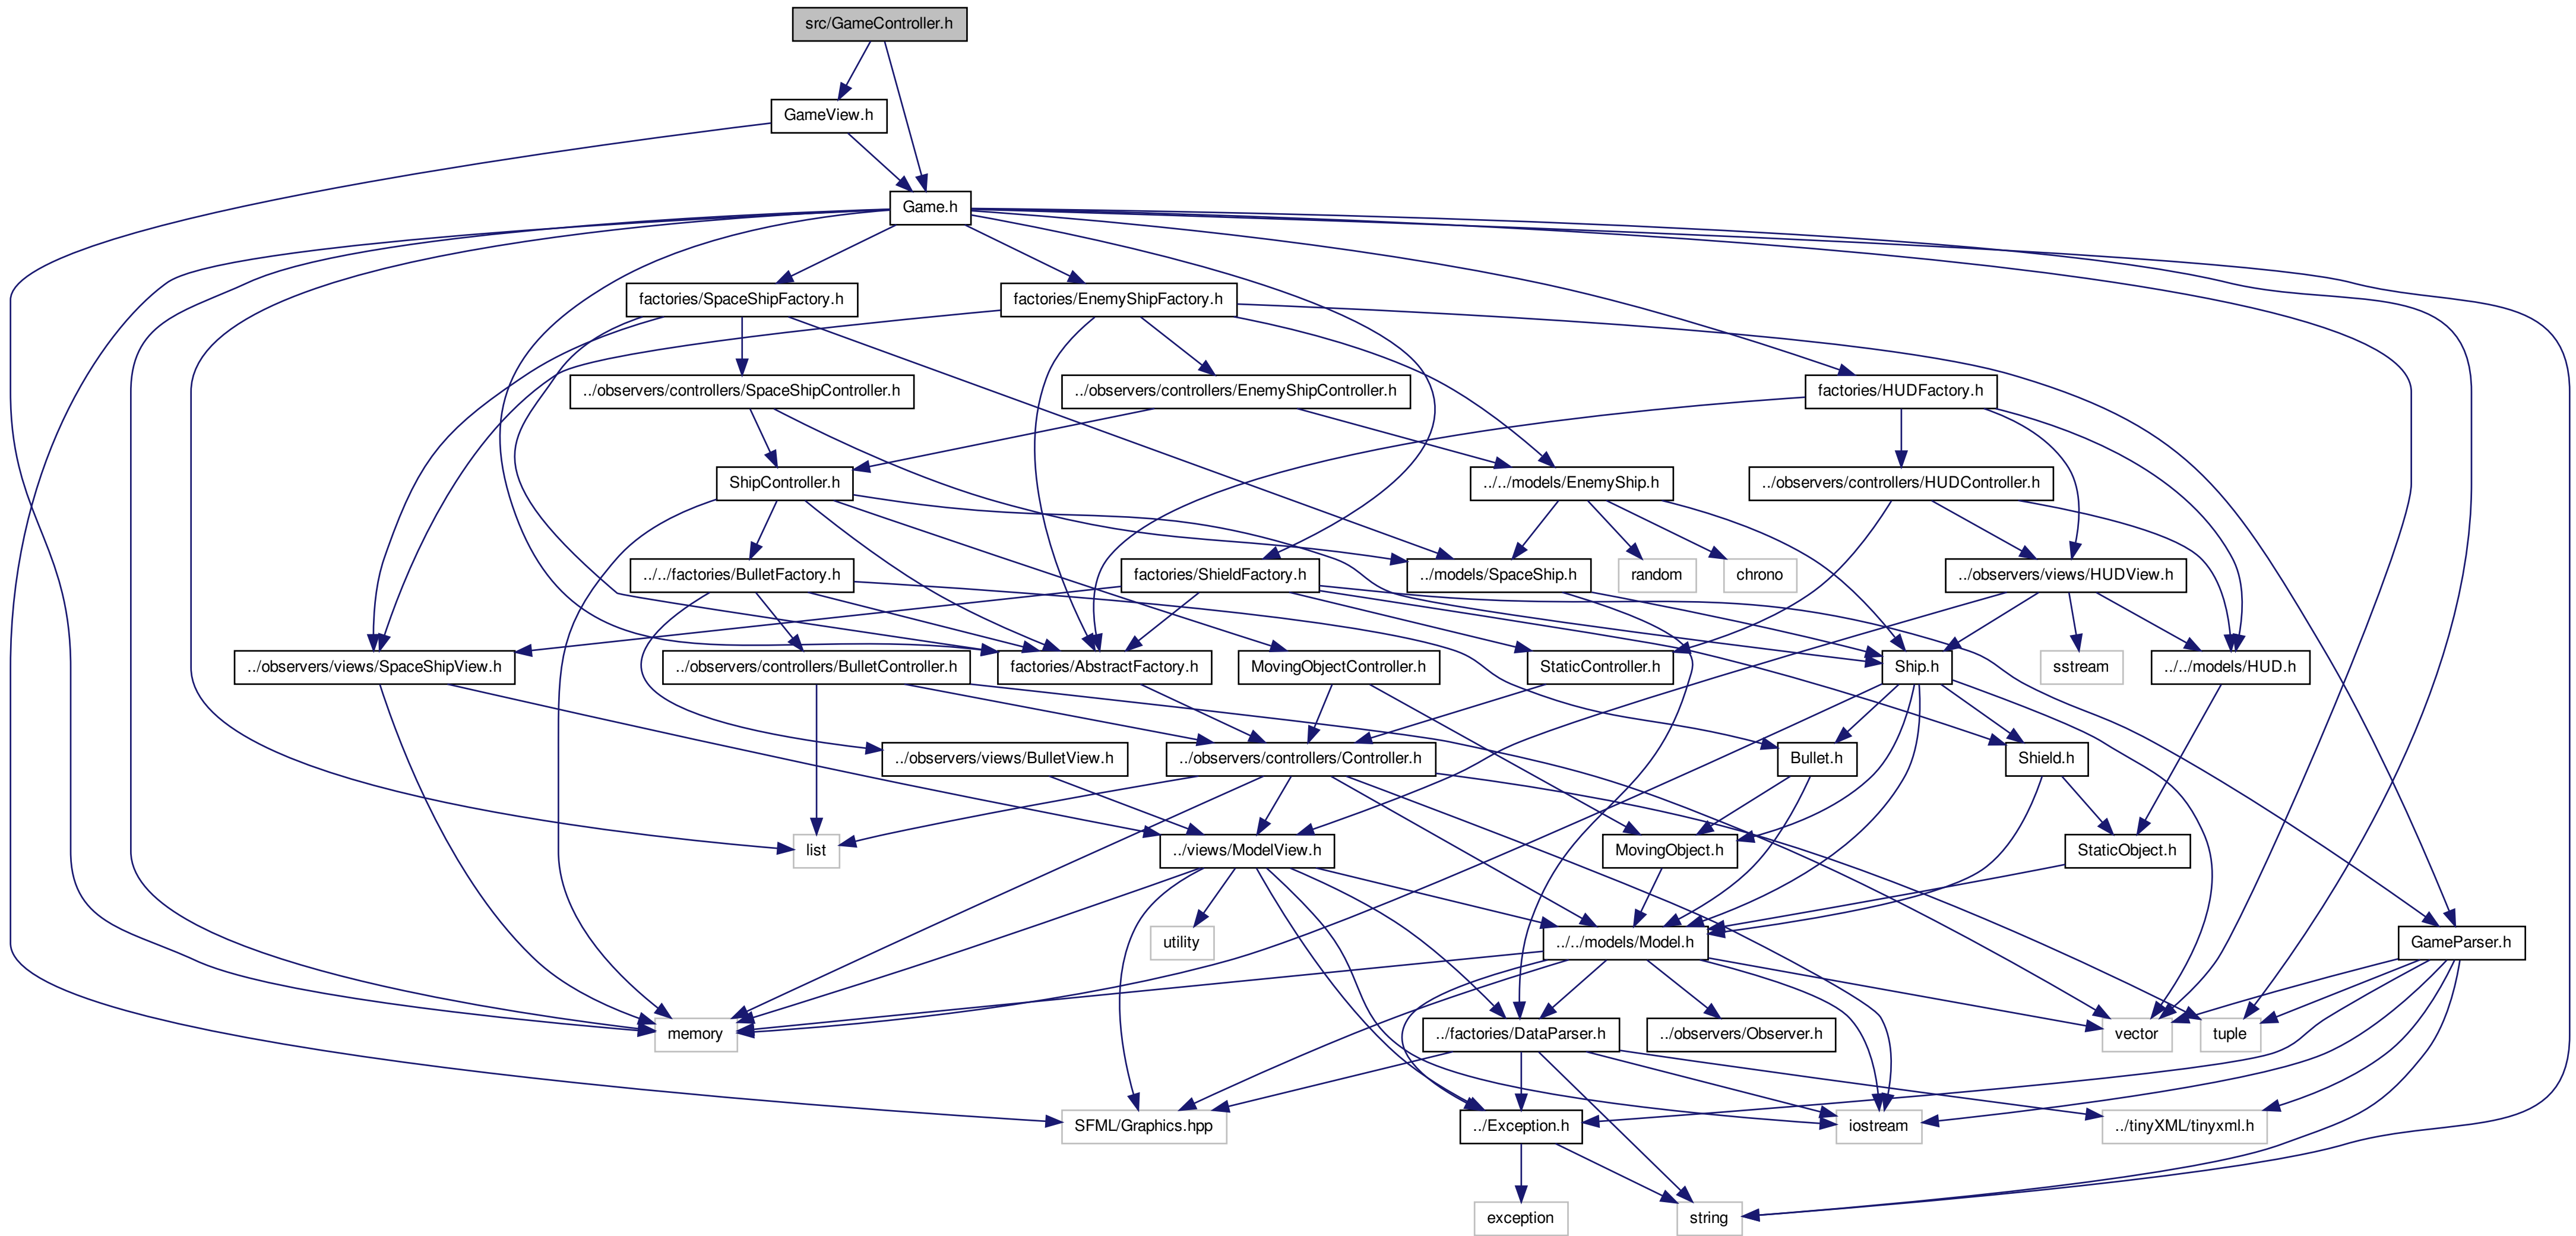 src/GameController.h
GameView.h
Game.h
factories/SpaceShipFactory.h
factories/EnemyShipFactory.h
../observers/controllers/SpaceShipController.h
../observers/controllers/EnemyShipController.h
factories/HUDFactory.h
ShipController.h
../../models/EnemyShip.h
../observers/controllers/HUDController.h
../../factories/BulletFactory.h
factories/ShieldFactory.h
../models/SpaceShip.h
random
chrono
../observers/views/HUDView.h
../observers/views/SpaceShipView.h
../observers/controllers/BulletController.h
factories/AbstractFactory.h
MovingObjectController.h
StaticController.h
Ship.h
sstream
../../models/HUD.h
../observers/views/BulletView.h
../observers/controllers/Controller.h
Bullet.h
Shield.h
list
../views/ModelView.h
MovingObject.h
StaticObject.h
utility
../../models/Model.h
GameParser.h
memory
../factories/DataParser.h
../observers/Observer.h
vector
tuple
SFML/Graphics.hpp
../Exception.h
iostream
../tinyXML/tinyxml.h
exception
string